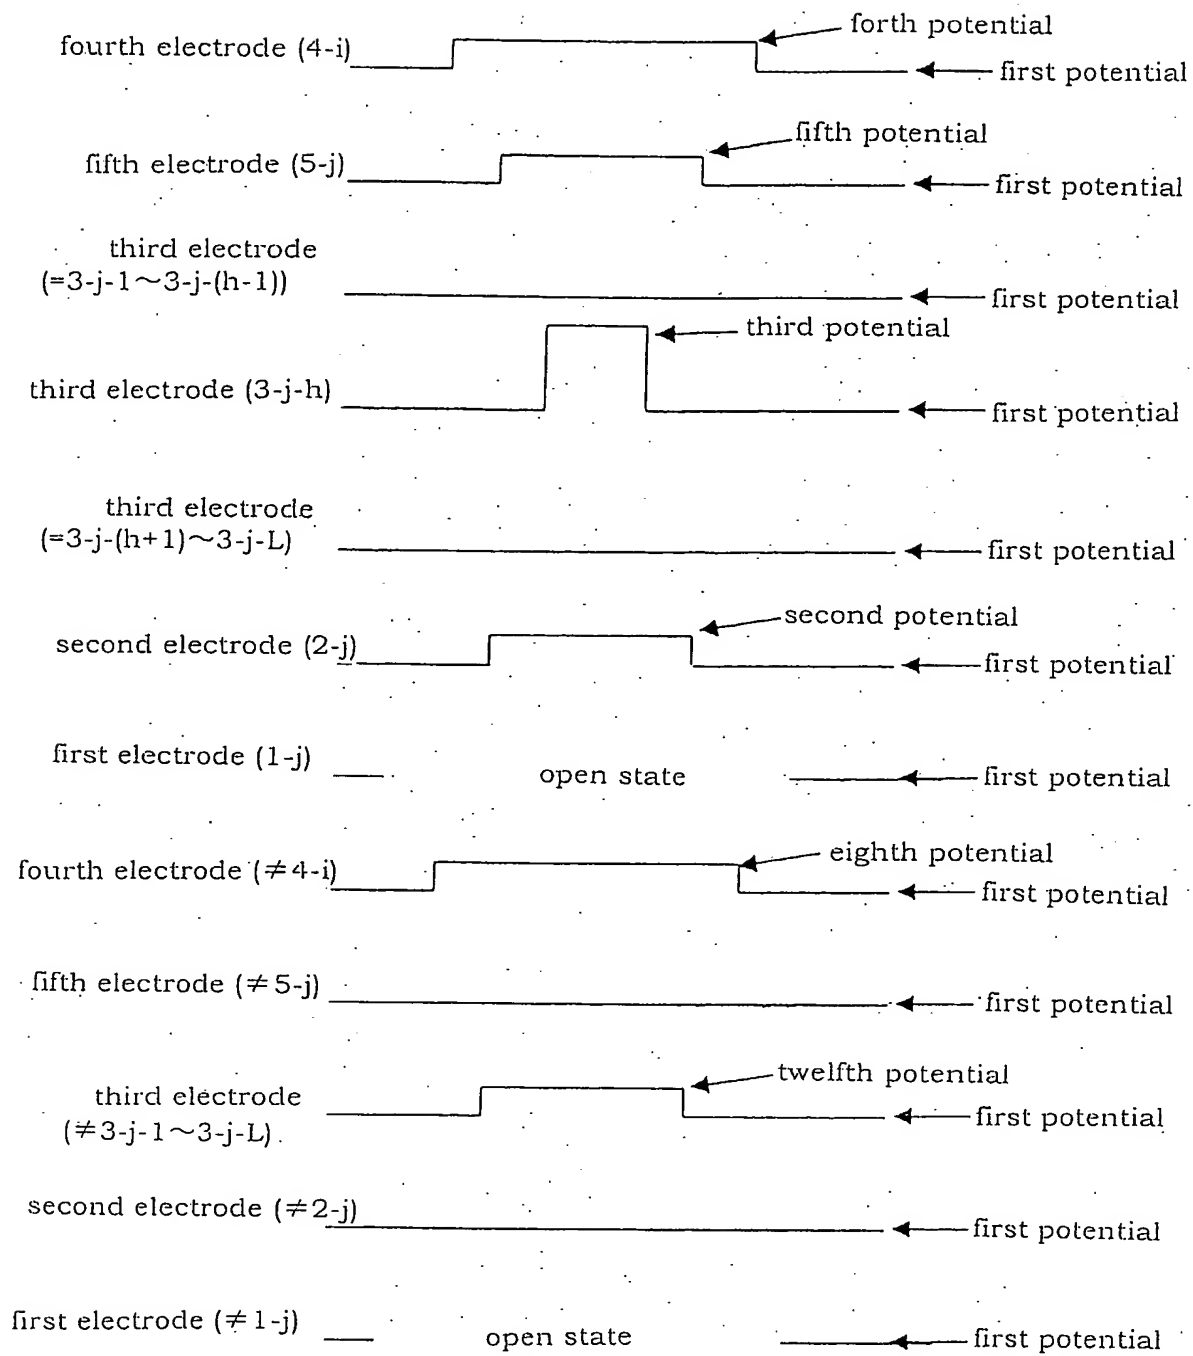 forth potential
fourth electrode (4-i)
first potential
fifth potential
fifth electrode (5-j)
first potential
third electrode
(=3-j-1～3-j-(h-1))
first potential
third potential
third electrode (3-j-h)
first potential
third electrode
(=3-j-(h+1)～3-j-L)
first potential
second potential
second electrode (2-j)
first potential
first electrode (1-j)
open state
first potential
eighth potential
fourth electrode (≠4-i)
first potential
fifth electrode (≠5-j)
first potential
twelfth potential
third electrode
(≠3-j-1～3-j-L)
first potential
second electrode (≠2-j)
first potential
first electrode (≠1-j)
open state
first potential